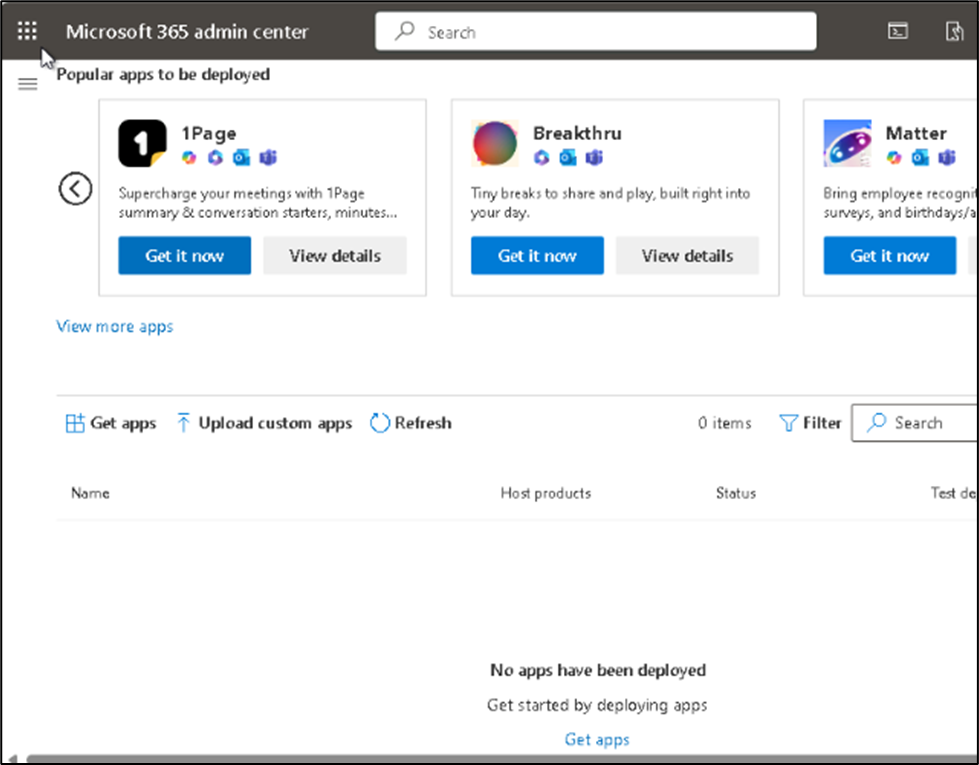 Microsoft 365 admin center
Search
Popular apps to be deployed
1Page
Supercharge your meetings with 1Page
summary & conversation starters, minutes...
Get it now
View details
Breakthru
Tiny breaks to share and play, built right into
your day.
Get it now
View details
Matter
Bring employee recognit
surveys, and birthdays/a
Get it now
View more apps
Get apps
Upload custom apps
Refresh
0 items
Filter
Search
Name
Host products
Status
Test de
No apps have been deployed
Get started by deploying apps
Get apps